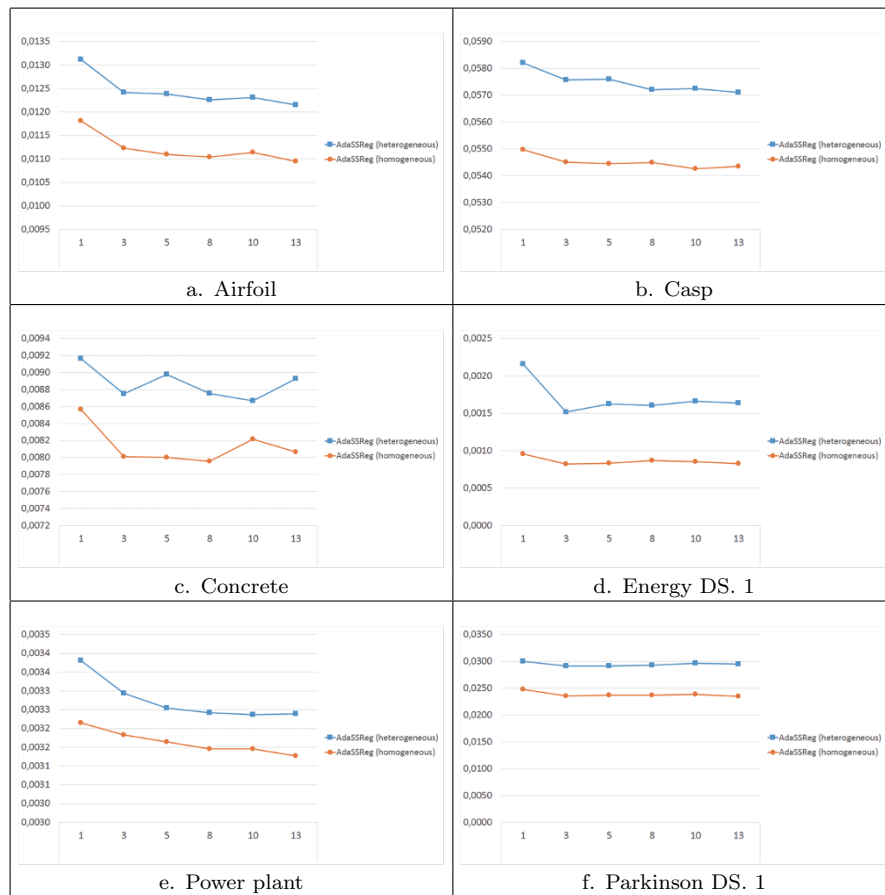 0,0135
0,0130
0,0125
0,0120
0,0115
0,0110
0,0105
0,0100
0,0095
1 3 5 8 10 13
AdaSSReg (heterogeneous)
AdaSSReg (homogeneous)
a. Airfoil
0,0590
0,0580
0,0570
0,0560
0,0550
0,0540
0,0530
0,0520
1 3 5 8 10 13
AdaSSReg (heterogeneous)
AdaSSReg (homogeneous)
b. Casp
0,0094
0,0092
0,0090
0,0088
0,0086
0,0084
0,0082
0,0080
0,0078
0,0076
0,0074
0,0072
1 3 5 8 10 13
AdaSSReg (heterogeneous)
AdaSSReg (homogeneous)
c. Concrete
0,0025
0,0020
0,0015
0,0010
0,0005
0,0000
1 3 5 8 10 13
AdaSSReg (heterogeneous)
AdaSSReg (homogeneous)
d. Energy DS. 1
0,0035
0,0034
0,0034
0,0033
0,0033
0,0032
0,0032
0,0031
0,0031
0,0030
0,0030
1 3 5 8 10 13
AdaSSReg (heterogeneous)
AdaSSReg (homogeneous)
e. Power plant
0,0350
0,0300
0,0250
0,0200
0,0150
0,0100
0,0050
0,0000
1 3 5 8 10 13
AdaSSReg (heterogeneous)
AdaSSReg (homogeneous)
f. Parkinson DS. 1